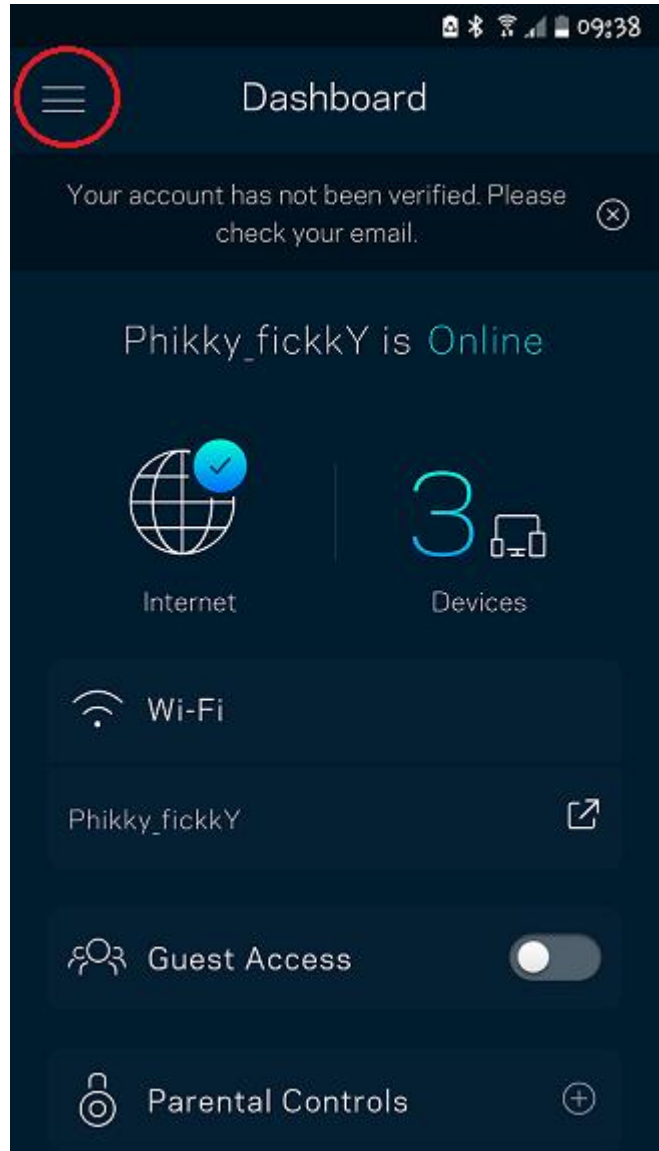 09:38
Dashboard
Your account has not been verified. Please
check your email.
Phikky_fickkY is Online
3
Internet
Devices
Wi-Fi
Phikky_fickkY
Guest Access
Parental Controls